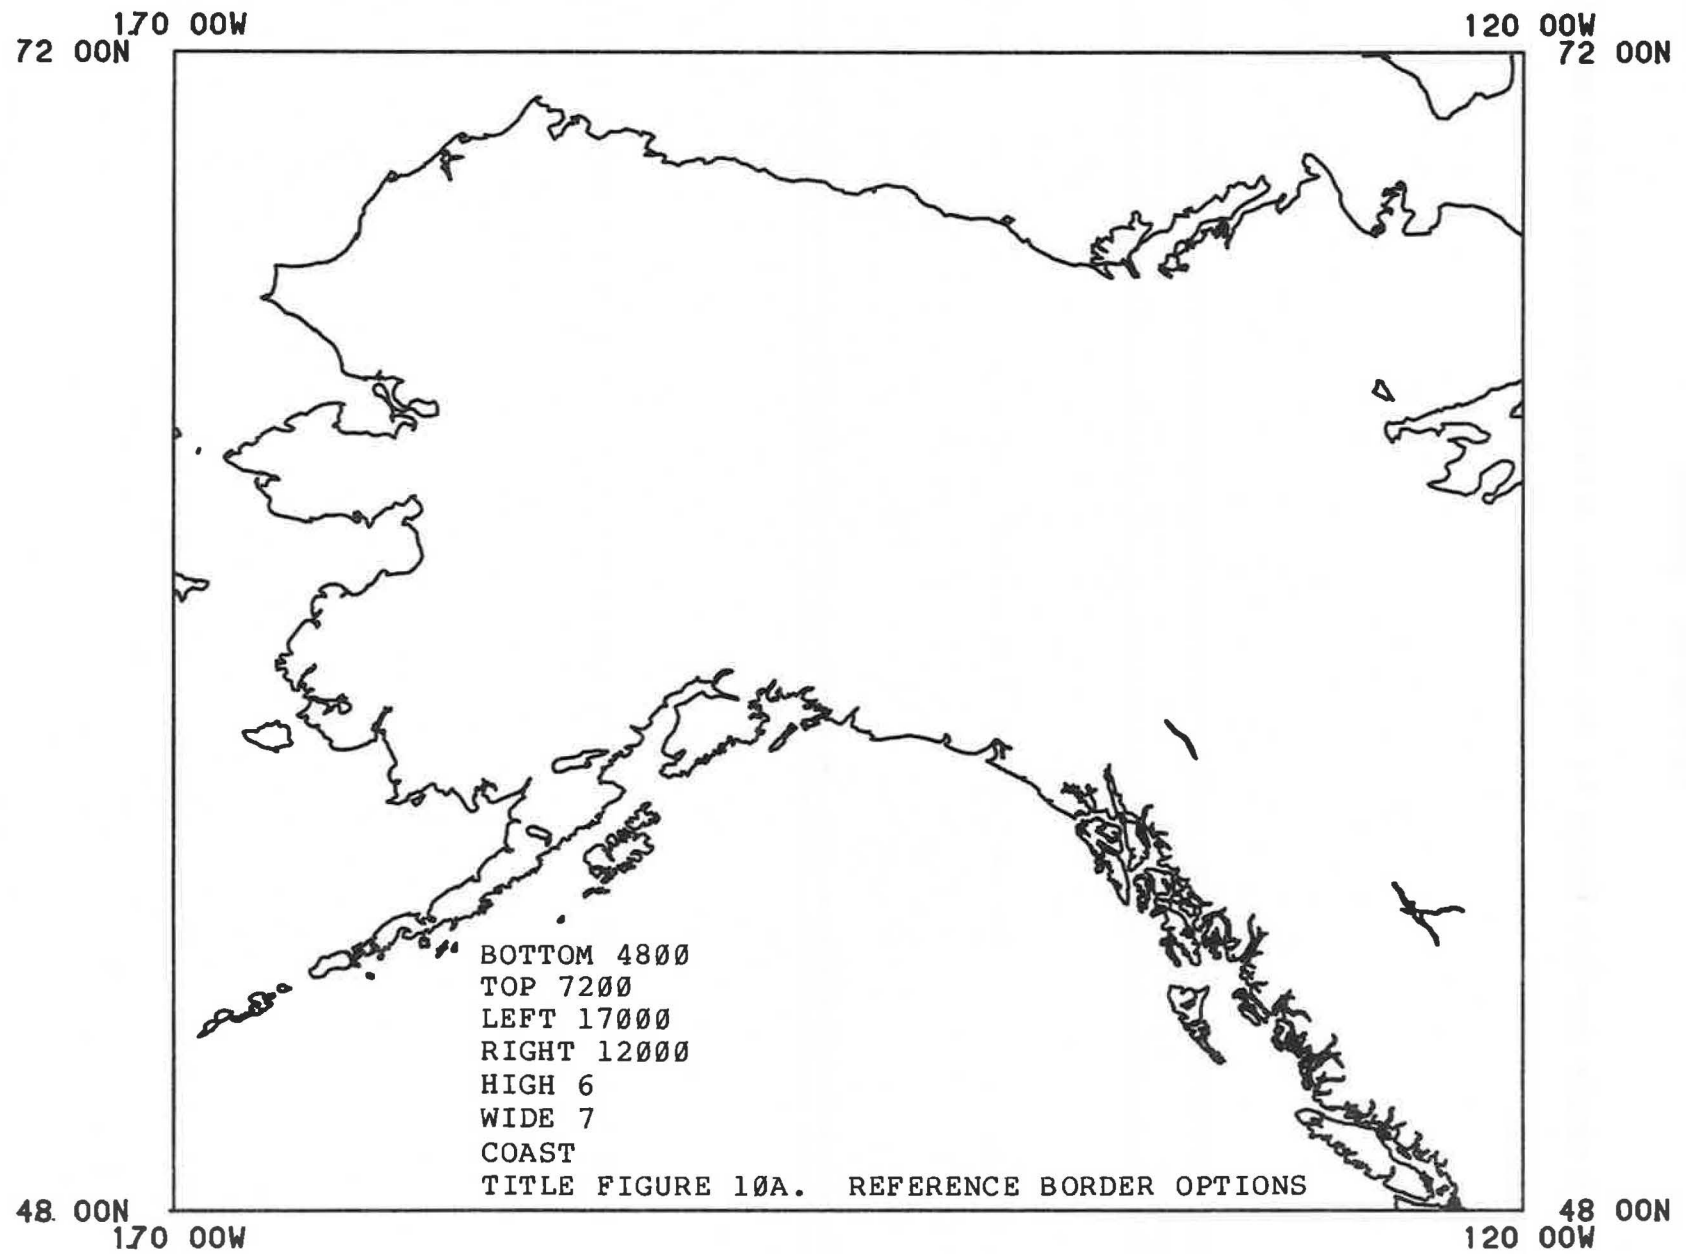 170 00W
120 00W
72 00N
72 00N
BOTTOM 4800
TOP 7200
LEFT 17000
RIGHT 12000
HIGH 6
WIDE 7
COAST
TITLE FIGURE 10A. REFERENCE BORDER OPTIONS
48 00N
48 00N
170 00W
120 00W